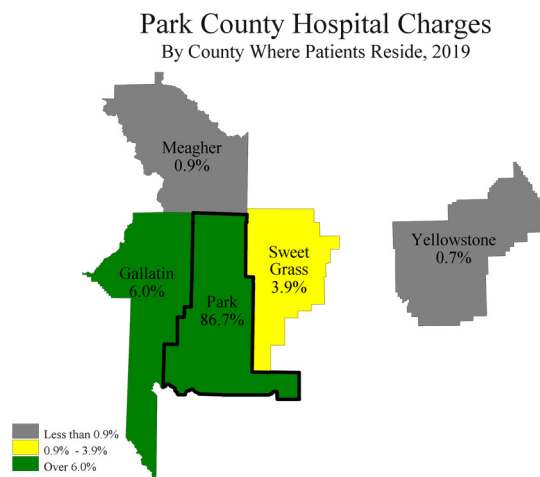 Park County Hospital Charges
By County Where Patients Reside, 2019
Meagher
0.9%
Gallatin
6.0%
Park
86.7%
Sweet
Grass
3.9%
Yellowstone
0.7%
Less than 0.9%
0.9% - 3.9%
Over 6.0%